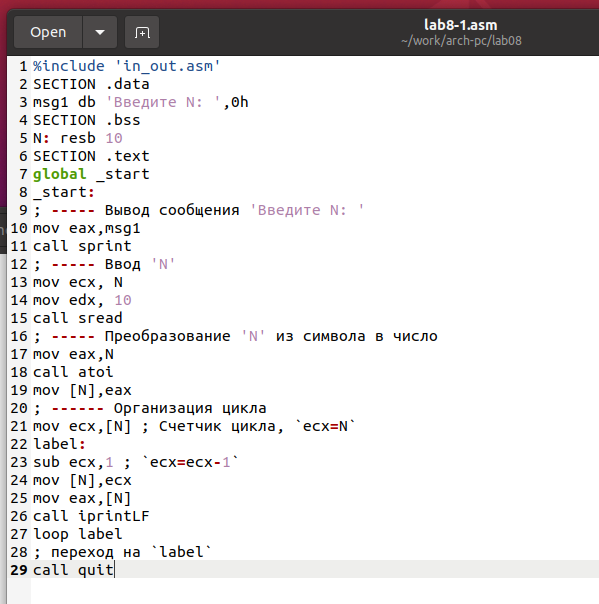 Open
lab8-1.asm
~/work/arch-pc/lab08
1 %include 'in_out.asm'
2 SECTION .data
3 msg1 db 'Введите N: ',0h
4 SECTION .bss
5 N: resb 10
6 SECTION .text
7 global _start
8 _start:
9 ; ----- Вывод сообщения 'Введите N: '
10 mov eax,msg1
11 call sprint
12 ; ----- Ввод 'N'
13 mov ecx, N
14 mov edx, 10
15 call sread
16 ; ----- Преобразование 'N' из символа в число
17 mov eax,N
18 call atoi
19 mov [N],eax
20 ; ------ Организация цикла
21 mov ecx,[N] ; Счетчик цикла, `ecx=N`
22 label:
23 sub ecx,1 ; `ecx=ecx-1`
24 mov [N],ecx
25 mov eax,[N]
26 call iprintLF
27 loop label
28 ; переход на `label`
29 call quit